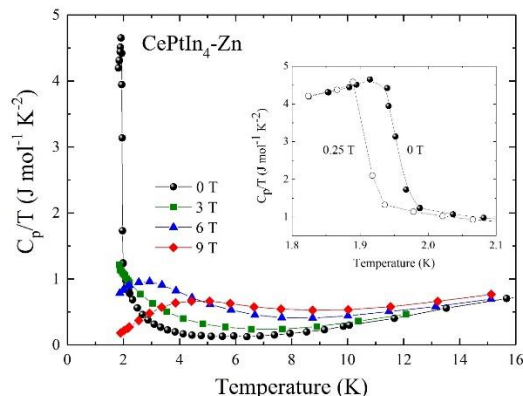 CePtIn₄-Zn
Cₚ/T (J mol⁻¹ K⁻²)
5
4
3
2
1
0
0 T
3 T
6 T
9 T
0 2 4 6 8 10 12 14 16
Temperature (K)
Cₚ/T (J mol⁻¹ K⁻²)
5
4
3
2
1
0
0.25 T
0 T
1.8 1.9 2.0 2.1
Temperature (K)